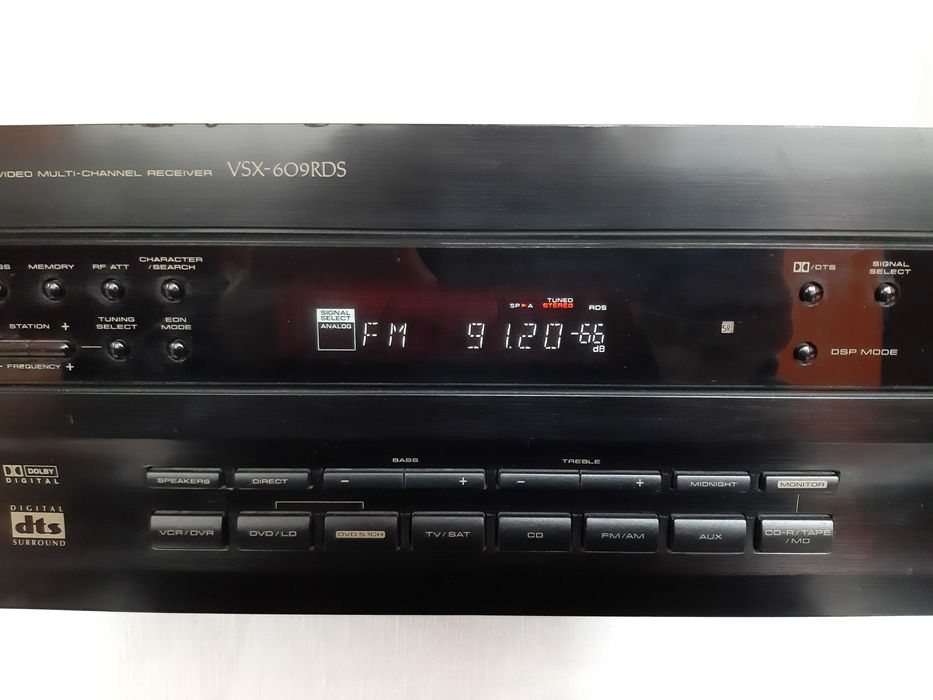 VIDEO MULTI-CHANNEL RECEIVER VSX-609RDS
MEMORY
RF ATT
CHARACTER
/SEARCH
STATION +
TUNING
SELECT
EON
MODE
- FREQUENCY +
SIGNAL
SELECT
ANALOG
SP►A
TUNED
STEREO
RDS
FM 91.20 -66
dB
SR
/DTS
SIGNAL
SELECT
DSP MODE
DOLBY
DIGITAL
DIGITAL
dts
SURROUND
BASS
TREBLE
SPEAKERS
DIRECT
- +
- +
MIDNIGHT
MONITOR
VCR/DVR
DVD/LD
DVD 5.1CH
TV/SAT
CD
FM/AM
AUX
CD-R/TAPE
/MD